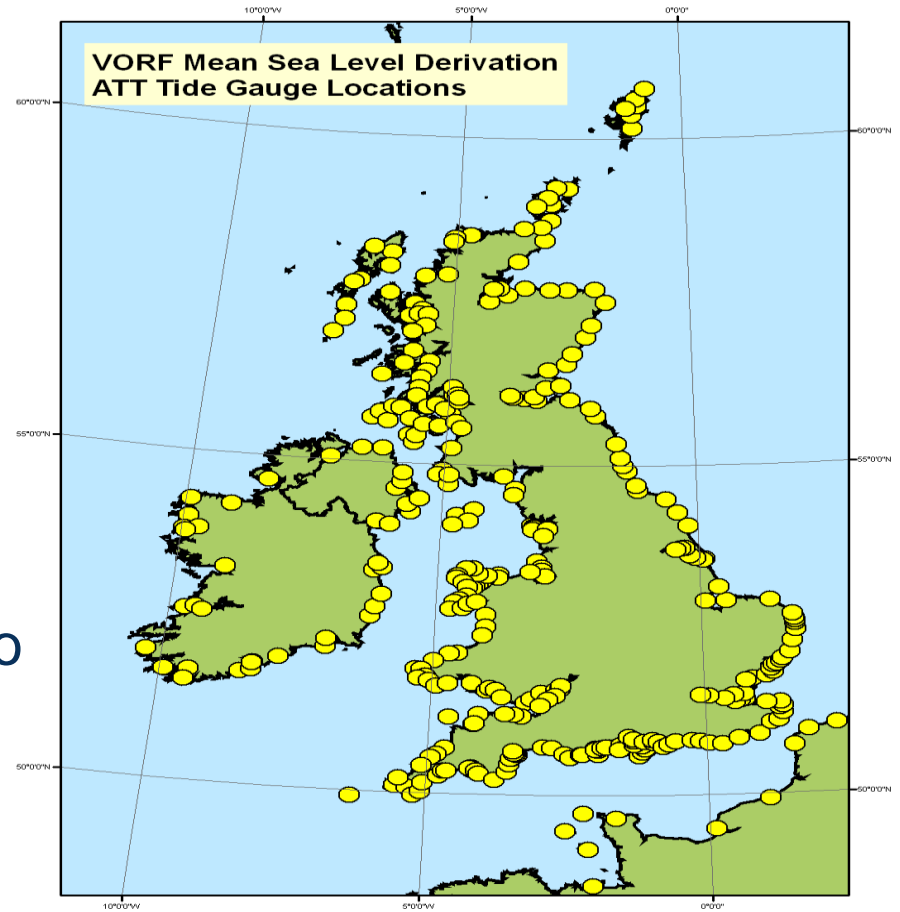 10°0'0"W 5°0'0"W 0°0'0"
VORF Mean Sea Level Derivation
ATT Tide Gauge Locations
60°0'0"N 60°0'0"N
55°0'0"N 55°0'0"N
o
50°0'0"N 50°0'0"N
10°0'0"W 5°0'0"W 0°0'0"